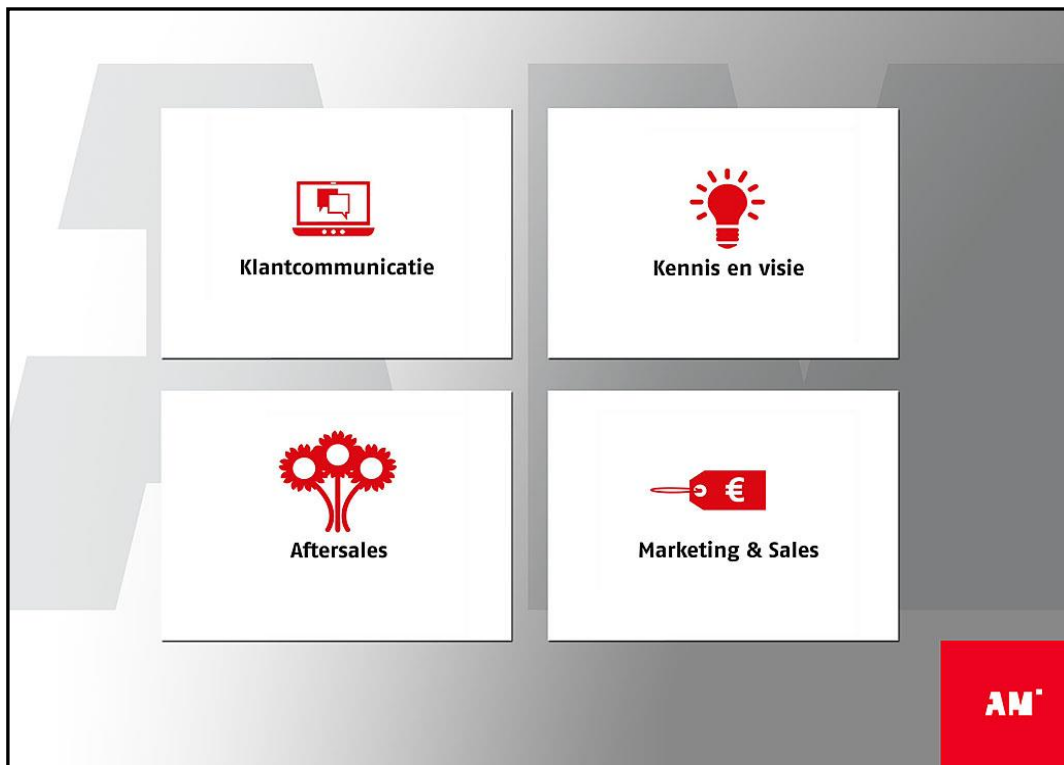 Klantcommunicatie
Kennis en visie
Aftersales
€
Marketing & Sales
AM